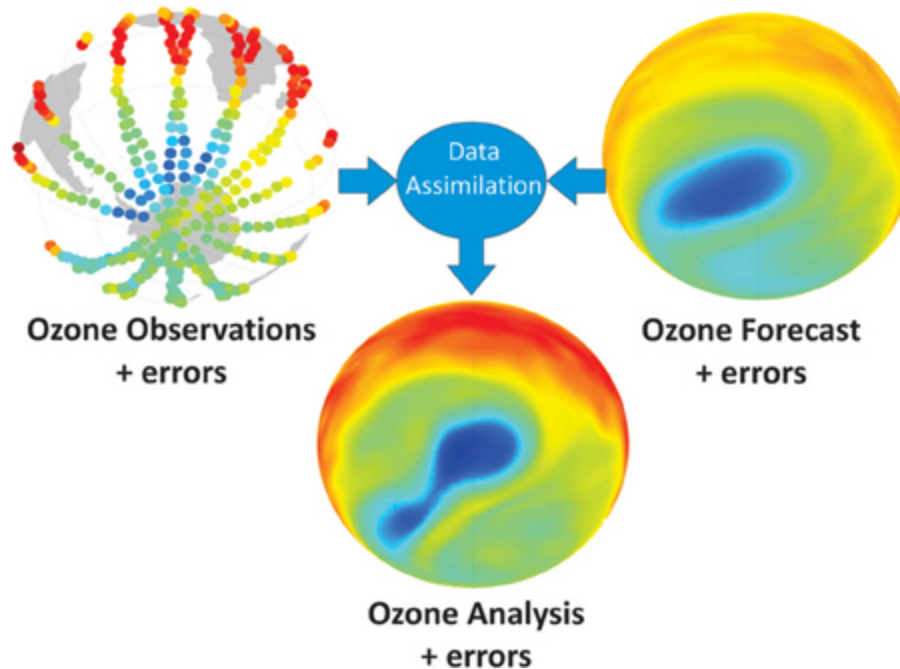 Data
Assimilation
Ozone Observations
+ errors
Ozone Forecast
+ errors
Ozone Analysis
+ errors